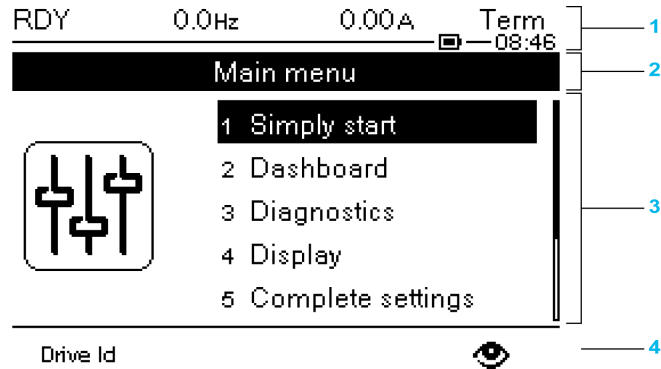 RDY 0.0Hz 0.00A Term 1
08:46
Main menu 2
1 Simply start
2 Dashboard
3 Diagnostics 3
4 Display
5 Complete settings
Drive Id 4